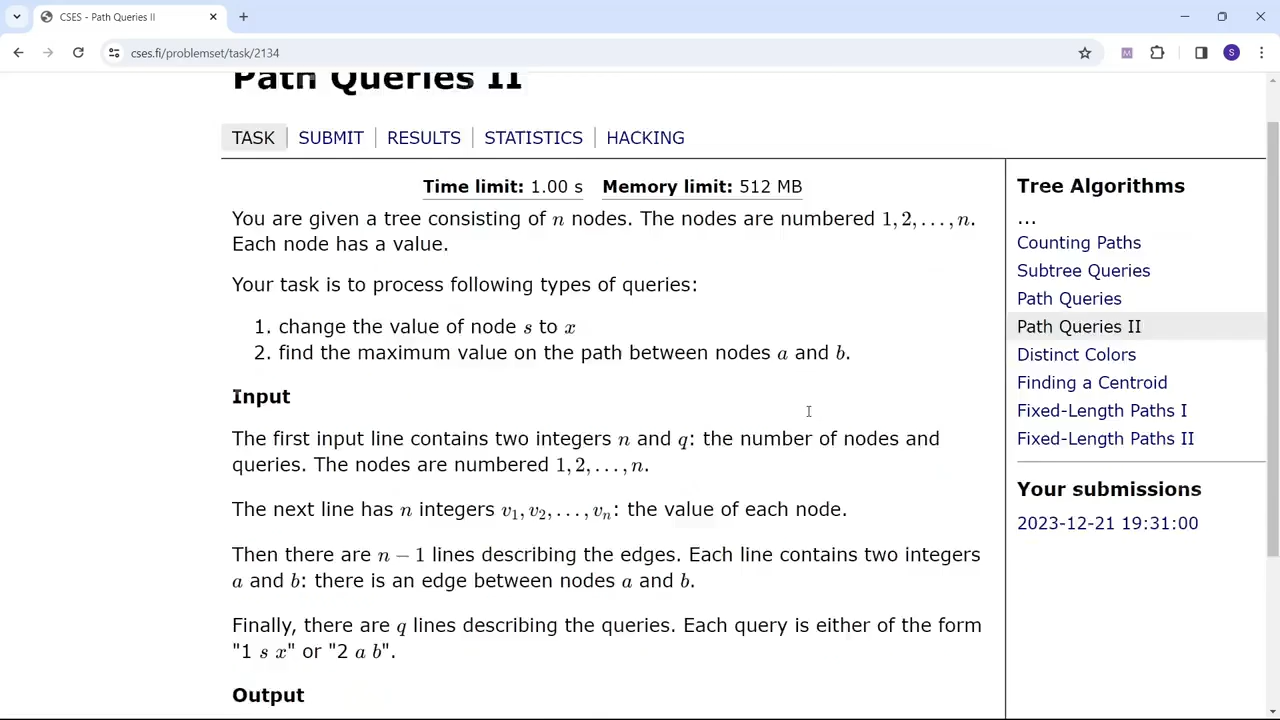 CSES - Path Queries II
cses.fi/problemset/task/2134
S
Path Queries II
TASK
SUBMIT
RESULTS
STATISTICS
HACKING
Time limit: 1.00 s Memory limit: 512 MB
You are given a tree consisting of n nodes. The nodes are numbered 1, 2, . . . , n.
Each node has a value.
Your task is to process following types of queries:
1. change the value of node s to x
2. find the maximum value on the path between nodes a and b.
Input
The first input line contains two integers n and q: the number of nodes and
queries. The nodes are numbered 1, 2, . . . , n.
The next line has n integers v₁, v₂, . . . , vₙ: the value of each node.
Then there are n − 1 lines describing the edges. Each line contains two integers
a and b: there is an edge between nodes a and b.
Finally, there are q lines describing the queries. Each query is either of the form
"1 s x" or "2 a b".
Output
Tree Algorithms
...
Counting Paths
Subtree Queries
Path Queries
Path Queries II
Distinct Colors
Finding a Centroid
Fixed-Length Paths I
Fixed-Length Paths II
Your submissions
2023-12-21 19:31:00